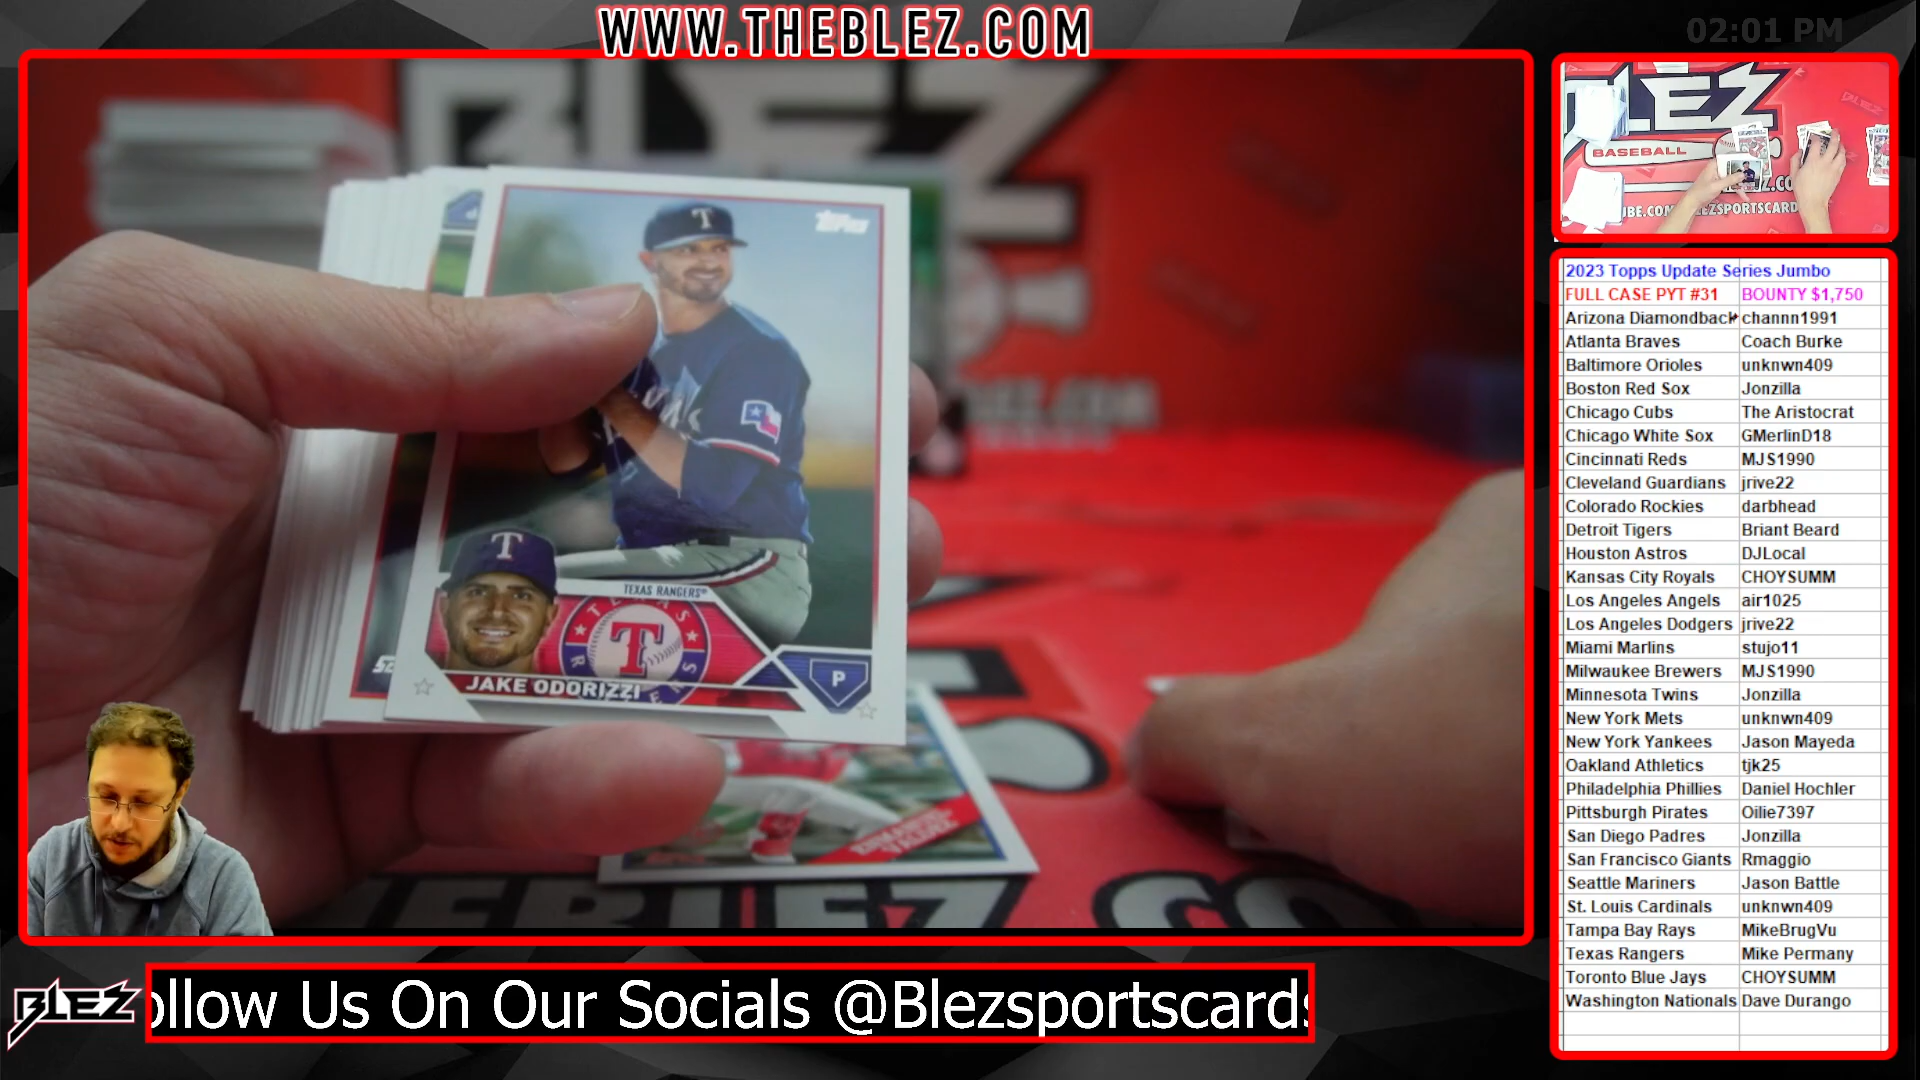 WWW.THEBLEZ.COM
02:01 PM
topps
T
T
TEXAS RANGERS
T
JAKE ODORIZZI
P
LEZ
BASEBALL
2023 Topps Update Series Jumbo
FULL CASE PYT #31 BOUNTY $1,750
Arizona Diamondback channn1991
Atlanta Braves Coach Burke
Baltimore Orioles unknwn409
Boston Red Sox Jonzilla
Chicago Cubs The Aristocrat
Chicago White Sox GMerlinD18
Cincinnati Reds MJS1990
Cleveland Guardians jrive22
Colorado Rockies darbhead
Detroit Tigers Briant Beard
Houston Astros DJLocal
Kansas City Royals CHOYSUMM
Los Angeles Angels air1025
Los Angeles Dodgers jrive22
Miami Marlins stujo11
Milwaukee Brewers MJS1990
Minnesota Twins Jonzilla
New York Mets unknwn409
New York Yankees Jason Mayeda
Oakland Athletics tjk25
Philadelphia Phillies Daniel Hochler
Pittsburgh Pirates Oilie7397
San Diego Padres Jonzilla
San Francisco Giants Rmaggio
Seattle Mariners Jason Battle
St. Louis Cardinals unknwn409
Tampa Bay Rays MikeBrugVu
Texas Rangers Mike Permany
Toronto Blue Jays CHOYSUMM
Washington Nationals Dave Durango
BLEZ
ollow Us On Our Socials @Blezsportscards